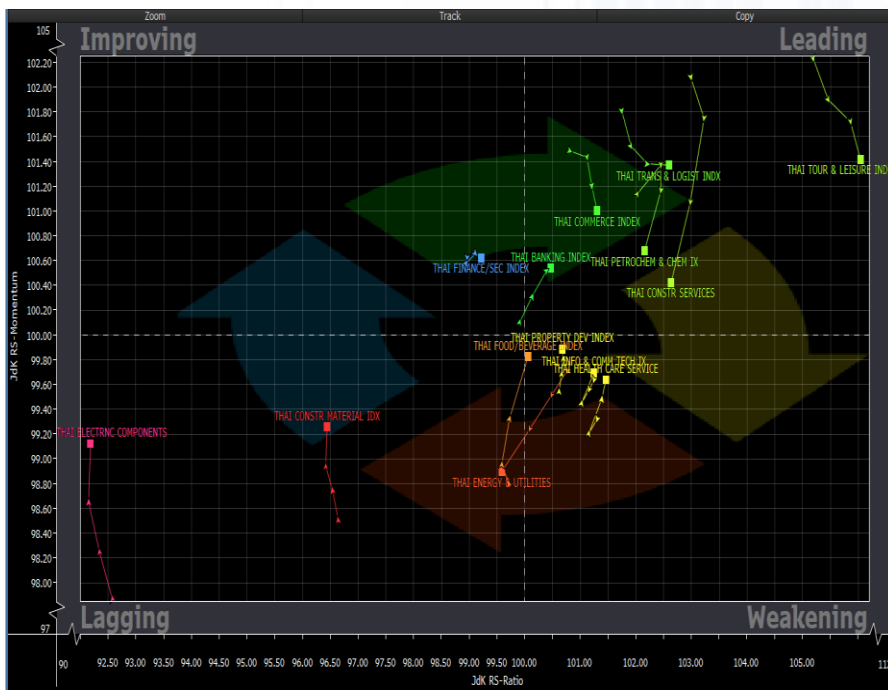 Zoom Track Copy
105
Improving Leading
102.20
102.00
101.80
101.60
101.40
101.20
101.00
100.80
100.60
100.40
100.20
100.00
99.80
99.60
99.40
99.20
99.00
98.80
98.60
98.40
98.20
98.00
97
JdK RS-Momentum
THAI TOUR & LEISURE IND
THAI TRANS & LOGIST INDX
THAI COMMERCE INDEX
THAI BANKING INDEX
THAI PETROCHEM & CHEM IX
THAI FINANCE/SEC INDEX
THAI CONSTR SERVICES
THAI PROPERTY DEV INDEX
THAI FOOD/BEVERAGE INDEX
THAI INFO & COMM TECH IX
THAI HEALTH CARE SERVICE
THAI CONSTR MATERIAL IDX
THAI ELECTRNC COMPONENTS
THAI ENERGY & UTILITIES
Lagging Weakening
90 92.50 93.00 93.50 94.00 94.50 95.00 95.50 96.00 96.50 97.00 97.50 98.00 98.50 99.00 99.50 100.00 101.00 102.00 103.00 105.00
JdK RS-Ratio